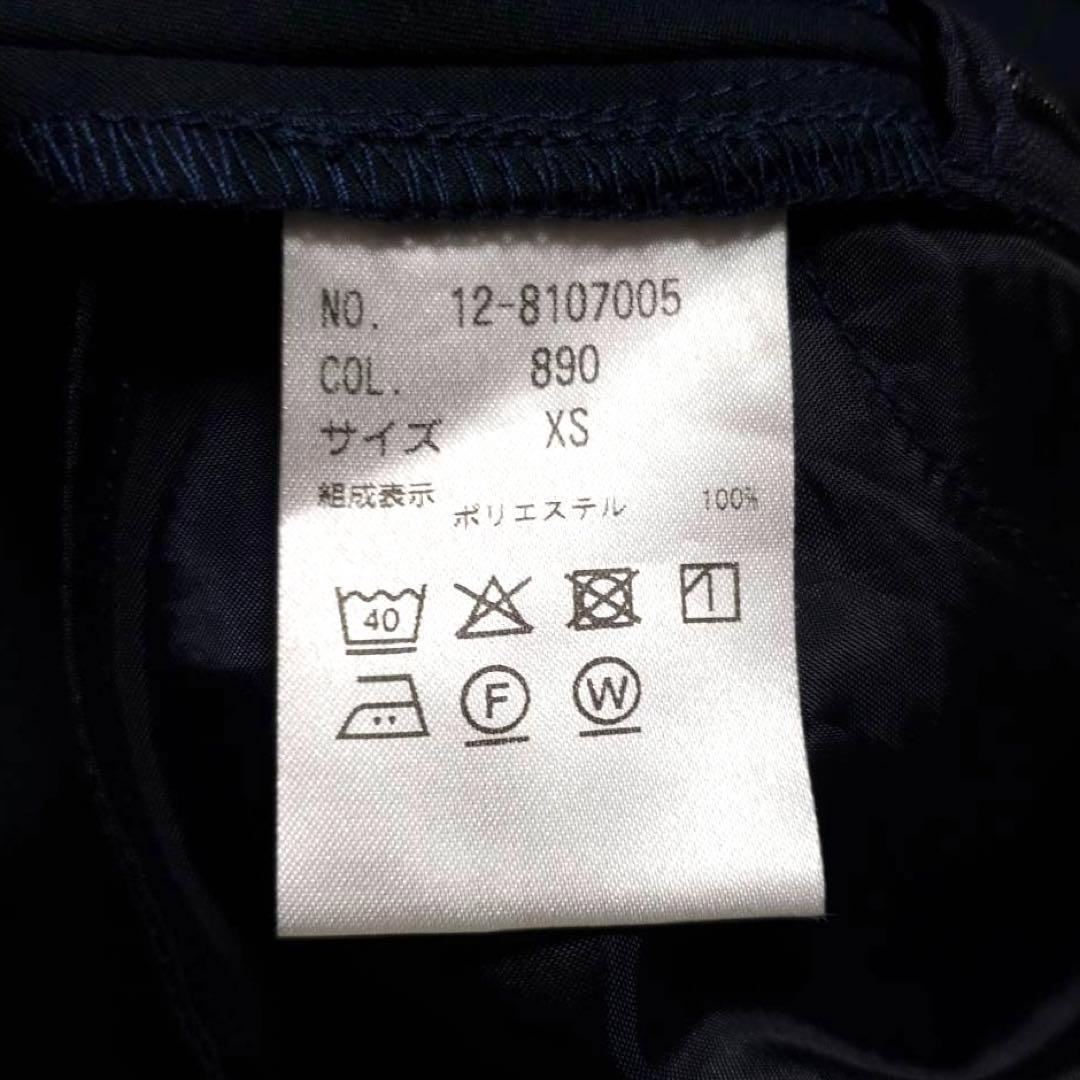 NO. 12-8107005
COL. 890
サイズ XS
組成表示 ポリエステル 100%
40
F W